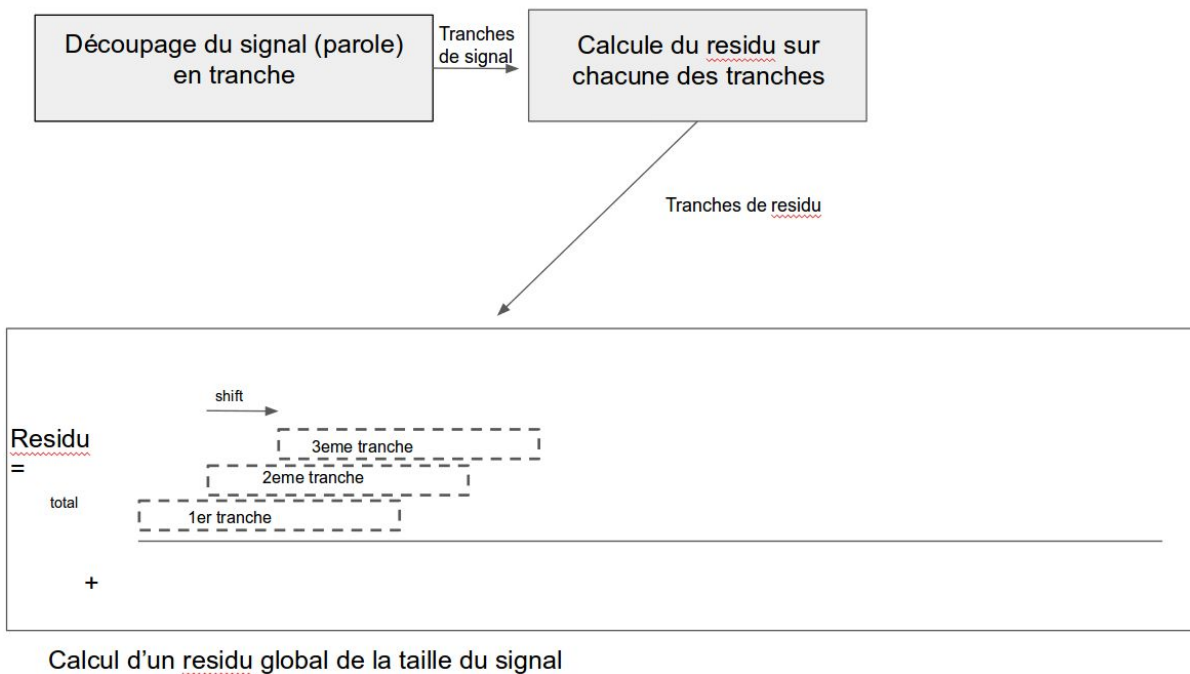 Découpage du signal (parole)
en tranche
Tranches
de signal
Calcule du residu sur
chacune des tranches
Tranches de residu
shift
Residu
=
total
3eme tranche
2eme tranche
1er tranche
+
Calcul d'un residu global de la taille du signal